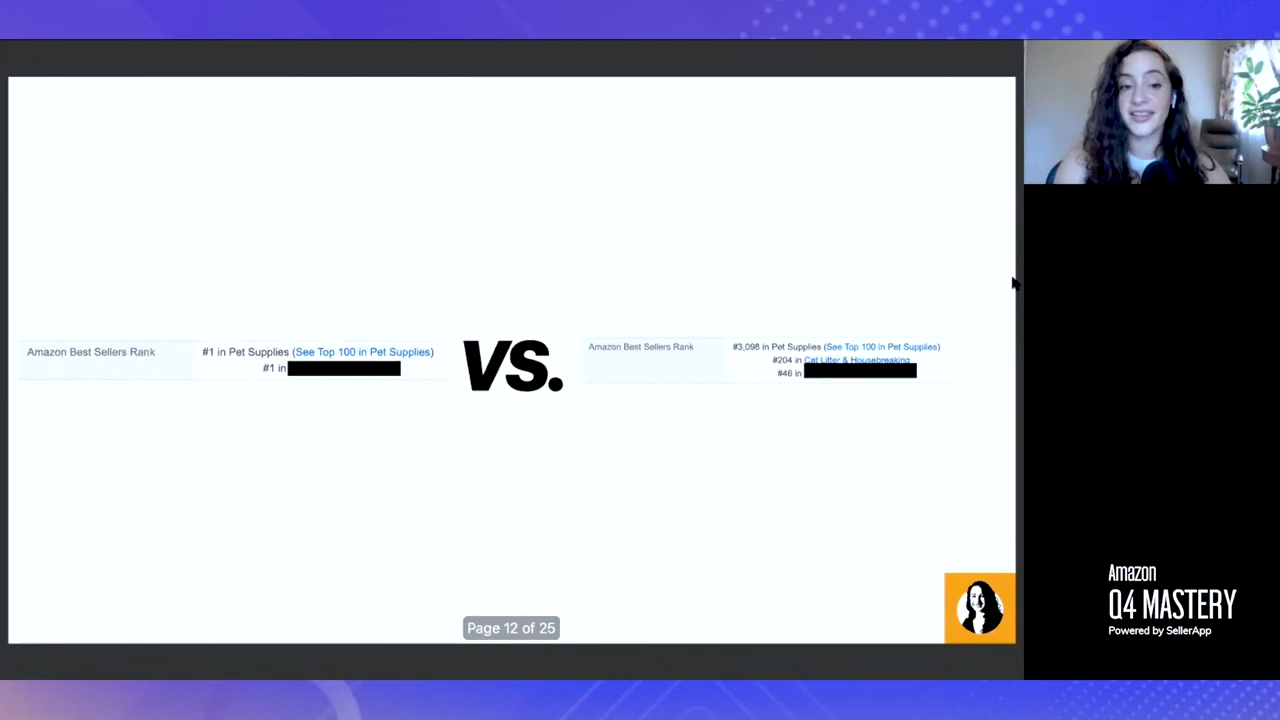 Amazon Best Sellers Rank
#1 in Pet Supplies (See Top 100 in Pet Supplies)
#1 in
VS.
Amazon Best Sellers Rank
#3,098 in Pet Supplies (See Top 100 in Pet Supplies)
#204 in Cat Litter & Housebreaking
#46 in
Page 12 of 25
Amazon
Q4 MASTERY
Powered by SellerApp